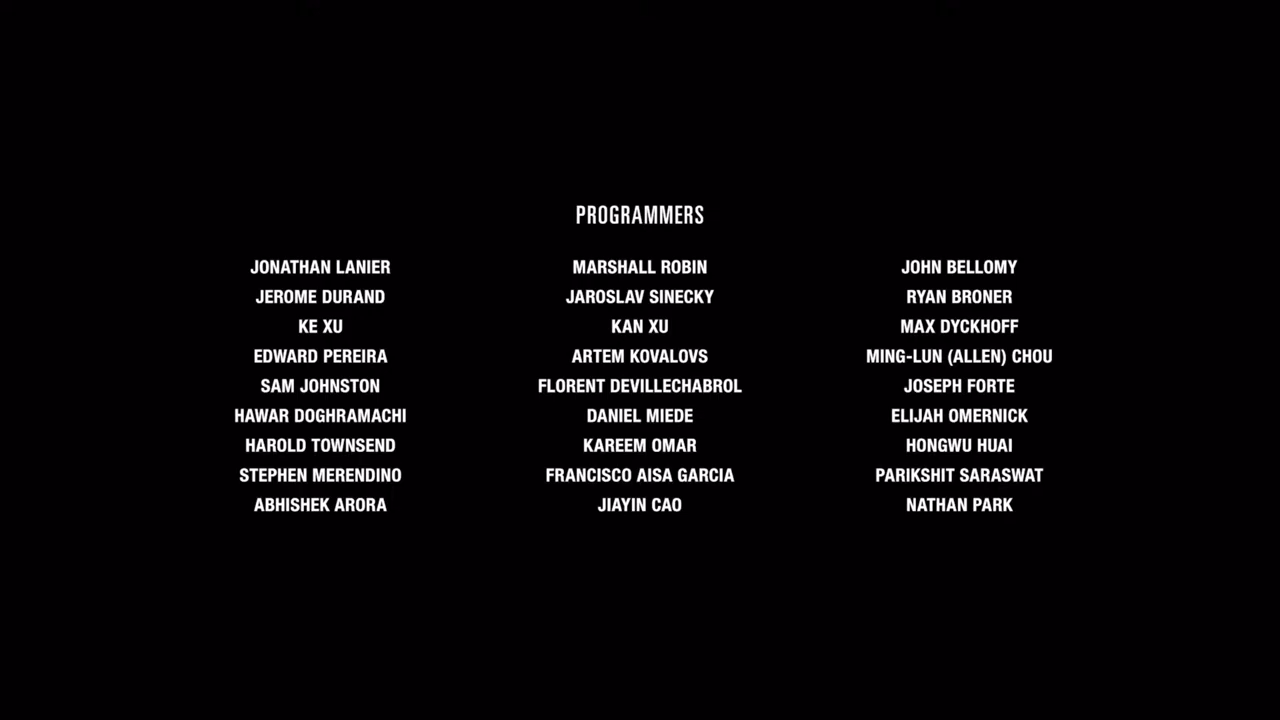 PROGRAMMERS
JONATHAN LANIER MARSHALL ROBIN JOHN BELLOMY
JEROME DURAND JAROSLAV SINECKY RYAN BRONER
KE XU KAN XU MAX DYCKHOFF
EDWARD PEREIRA ARTEM KOVALOVS MING-LUN (ALLEN) CHOU
SAM JOHNSTON FLORENT DEVILLECHABROL JOSEPH FORTE
HAWAR DOGHRAMACHI DANIEL MIEDE ELIJAH OMERNICK
HAROLD TOWNSEND KAREEM OMAR HONGWU HUAI
STEPHEN MERENDINO FRANCISCO AISA GARCIA PARIKSHIT SARASWAT
ABHISHEK ARORA JIAYIN CAO NATHAN PARK